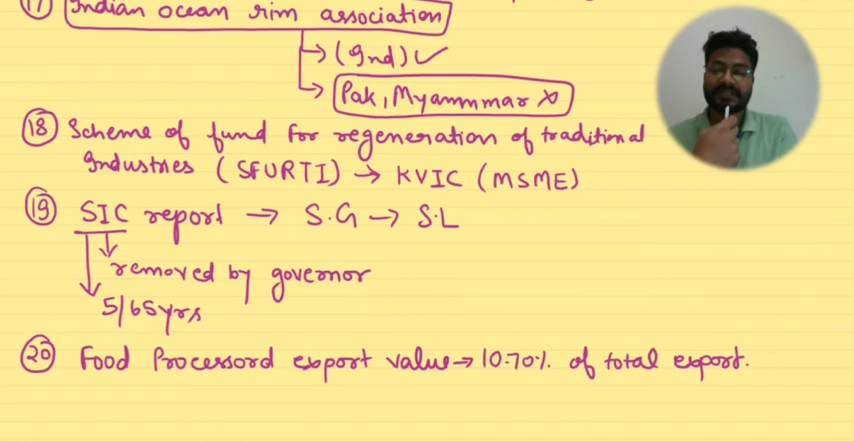 17 Indian ocean rim association
→ (Ind) ✓
→ Pak, Myammmar ×
18 Scheme of fund for regeneration of traditional
Industries (SFURTI) → KVIC (MSME)
19 SIC report → S.G → S.L
removed by governor
5/65yrs
20 Food Processord export value → 10.70% of total export.